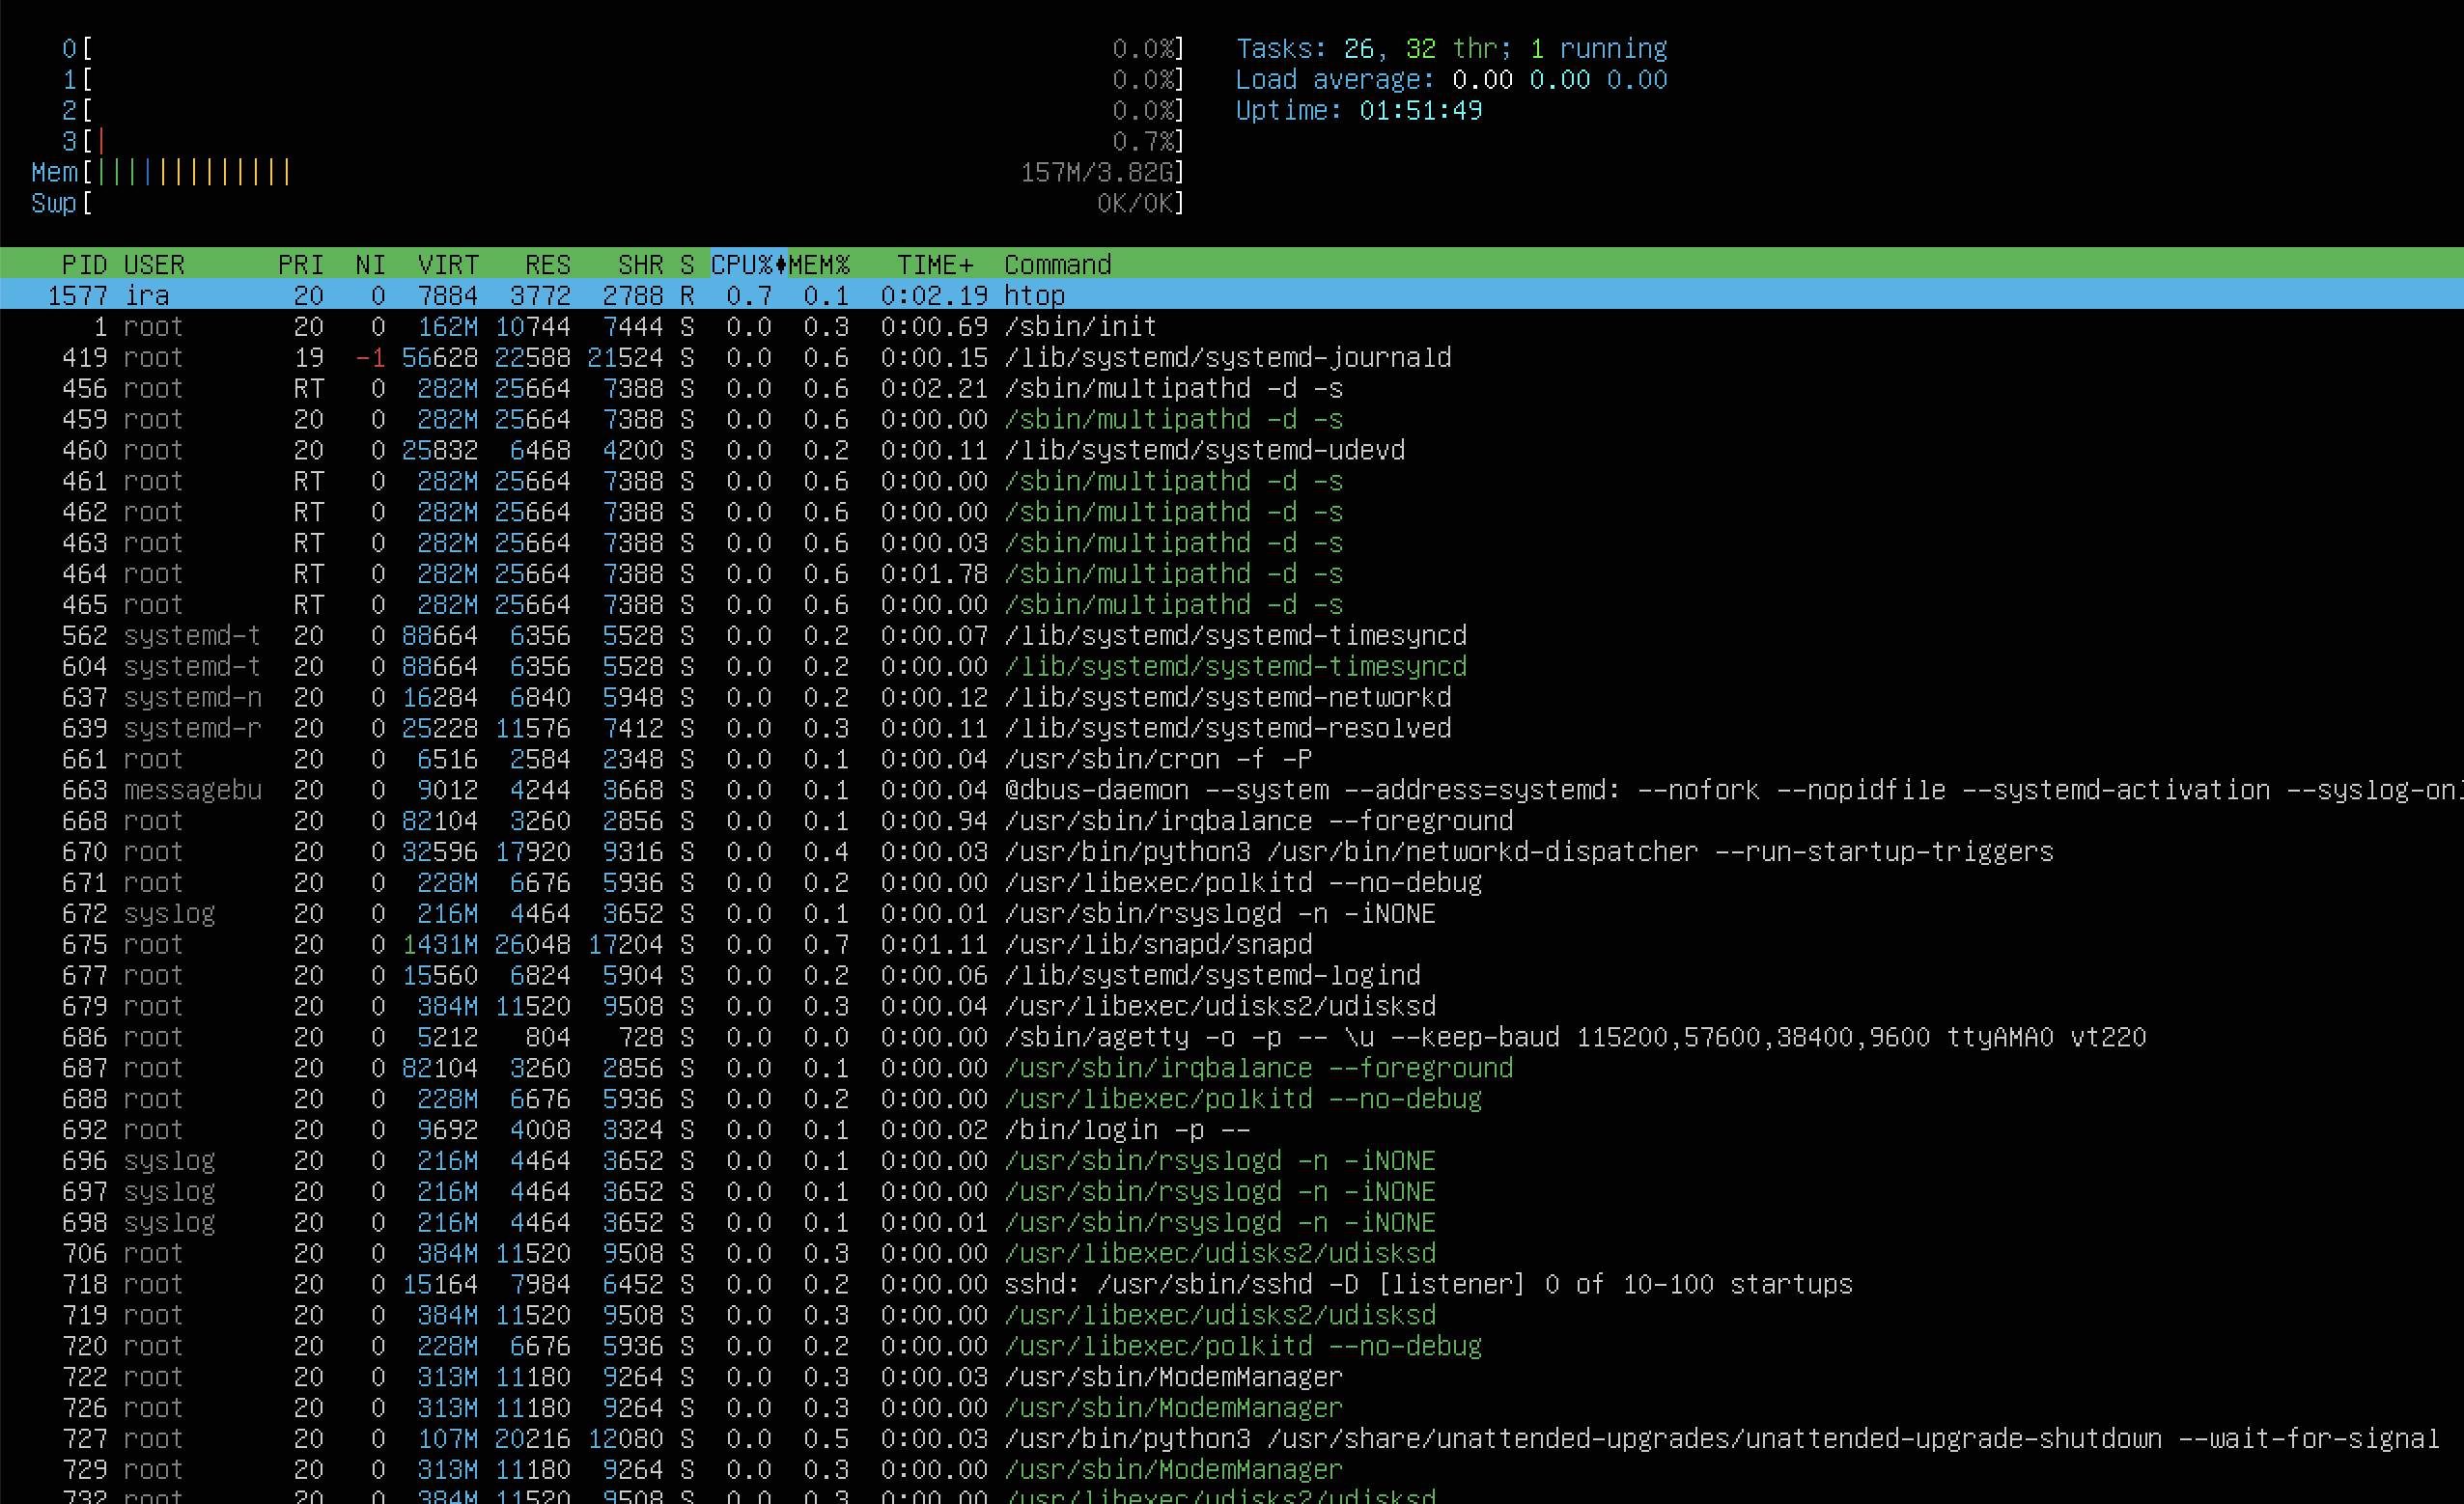 0[ 0.0%] Tasks: 26, 32 thr; 1 running
1[ 0.0%] Load average: 0.00 0.00 0.00
2[ 0.0%] Uptime: 01:51:49
3[| 0.7%]
Mem[||||||||||||| 157M/3.82G]
Swp[ 0K/0K]
PID USER PRI NI VIRT RES SHR S CPU% MEM% TIME+ Command
1577 ira 20 0 7884 3772 2788 R 0.7 0.1 0:02.19 htop
1 root 20 0 162M 10744 7444 S 0.0 0.3 0:00.69 /sbin/init
419 root 19 -1 56628 22588 21524 S 0.0 0.6 0:00.15 /lib/systemd/systemd-journald
456 root RT 0 282M 25664 7388 S 0.0 0.6 0:02.21 /sbin/multipathd -d -s
459 root 20 0 282M 25664 7388 S 0.0 0.6 0:00.00 /sbin/multipathd -d -s
460 root 20 0 25832 6468 4200 S 0.0 0.2 0:00.11 /lib/systemd/systemd-udevd
461 root RT 0 282M 25664 7388 S 0.0 0.6 0:00.00 /sbin/multipathd -d -s
462 root RT 0 282M 25664 7388 S 0.0 0.6 0:00.00 /sbin/multipathd -d -s
463 root RT 0 282M 25664 7388 S 0.0 0.6 0:00.03 /sbin/multipathd -d -s
464 root RT 0 282M 25664 7388 S 0.0 0.6 0:01.78 /sbin/multipathd -d -s
465 root RT 0 282M 25664 7388 S 0.0 0.6 0:00.00 /sbin/multipathd -d -s
562 systemd-t 20 0 88664 6356 5528 S 0.0 0.2 0:00.07 /lib/systemd/systemd-timesyncd
604 systemd-t 20 0 88664 6356 5528 S 0.0 0.2 0:00.00 /lib/systemd/systemd-timesyncd
637 systemd-n 20 0 16284 6840 5948 S 0.0 0.2 0:00.12 /lib/systemd/systemd-networkd
639 systemd-r 20 0 25228 11576 7412 S 0.0 0.3 0:00.11 /lib/systemd/systemd-resolved
661 root 20 0 6516 2584 2348 S 0.0 0.1 0:00.04 /usr/sbin/cron -f -P
663 messagebu 20 0 9012 4244 3668 S 0.0 0.1 0:00.04 @dbus-daemon --system --address=systemd: --nofork --nopidfile --systemd-activation --syslog-onl
668 root 20 0 82104 3260 2856 S 0.0 0.1 0:00.94 /usr/sbin/irqbalance --foreground
670 root 20 0 32596 17920 9316 S 0.0 0.4 0:00.03 /usr/bin/python3 /usr/bin/networkd-dispatcher --run-startup-triggers
671 root 20 0 228M 6676 5936 S 0.0 0.2 0:00.00 /usr/libexec/polkitd --no-debug
672 syslog 20 0 216M 4464 3652 S 0.0 0.1 0:00.01 /usr/sbin/rsyslogd -n -iNONE
675 root 20 0 1431M 26048 17204 S 0.0 0.7 0:01.11 /usr/lib/snapd/snapd
677 root 20 0 15560 6824 5904 S 0.0 0.2 0:00.06 /lib/systemd/systemd-logind
679 root 20 0 384M 11520 9508 S 0.0 0.3 0:00.04 /usr/libexec/udisks2/udisksd
686 root 20 0 5212 804 728 S 0.0 0.0 0:00.00 /sbin/agetty -o -p -- \u --keep-baud 115200,57600,38400,9600 ttyAMA0 vt220
687 root 20 0 82104 3260 2856 S 0.0 0.1 0:00.00 /usr/sbin/irqbalance --foreground
688 root 20 0 228M 6676 5936 S 0.0 0.2 0:00.00 /usr/libexec/polkitd --no-debug
692 root 20 0 9692 4008 3324 S 0.0 0.1 0:00.02 /bin/login -p --
696 syslog 20 0 216M 4464 3652 S 0.0 0.1 0:00.00 /usr/sbin/rsyslogd -n -iNONE
697 syslog 20 0 216M 4464 3652 S 0.0 0.1 0:00.00 /usr/sbin/rsyslogd -n -iNONE
698 syslog 20 0 216M 4464 3652 S 0.0 0.1 0:00.01 /usr/sbin/rsyslogd -n -iNONE
706 root 20 0 384M 11520 9508 S 0.0 0.3 0:00.00 /usr/libexec/udisks2/udisksd
718 root 20 0 15164 7984 6452 S 0.0 0.2 0:00.00 sshd: /usr/sbin/sshd -D [listener] 0 of 10-100 startups
719 root 20 0 384M 11520 9508 S 0.0 0.3 0:00.00 /usr/libexec/udisks2/udisksd
720 root 20 0 228M 6676 5936 S 0.0 0.2 0:00.00 /usr/libexec/polkitd --no-debug
722 root 20 0 313M 11180 9264 S 0.0 0.3 0:00.03 /usr/sbin/ModemManager
726 root 20 0 313M 11180 9264 S 0.0 0.3 0:00.00 /usr/sbin/ModemManager
727 root 20 0 107M 20216 12080 S 0.0 0.5 0:00.03 /usr/bin/python3 /usr/share/unattended-upgrades/unattended-upgrade-shutdown --wait-for-signal
729 root 20 0 313M 11180 9264 S 0.0 0.3 0:00.00 /usr/sbin/ModemManager
732 root 20 0 384M 11520 9508 S 0.0 0.3 0:00.00 /usr/libexec/udisks2/udisksd